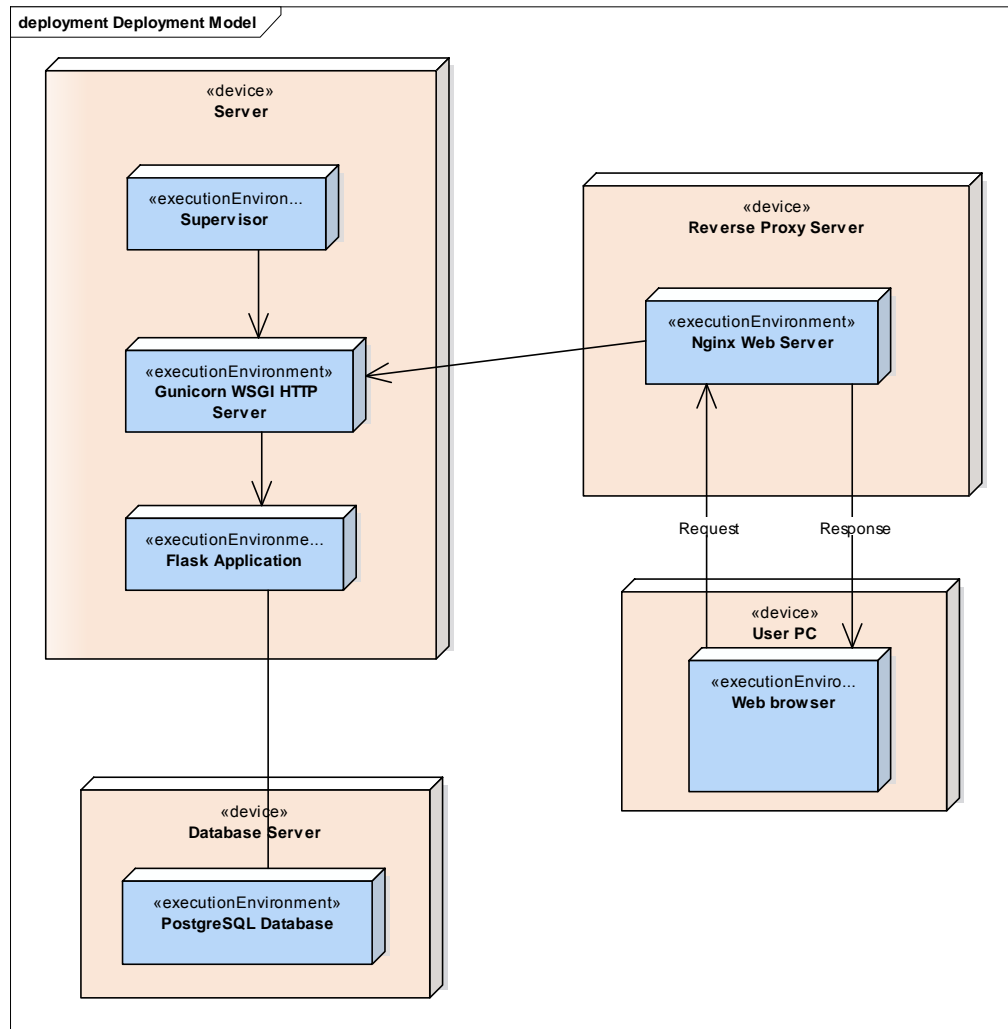 deployment Deployment Model
«device»
Server
«executionEnviron...
Supervisor
«executionEnvironment»
Gunicorn WSGI HTTP
Server
«executionEnvironme...
Flask Application
«device»
Reverse Proxy Server
«executionEnvironment»
Nginx Web Server
Request
Response
«device»
User PC
«executionEnviro...
Web browser
«device»
Database Server
«executionEnvironment»
PostgreSQL Database